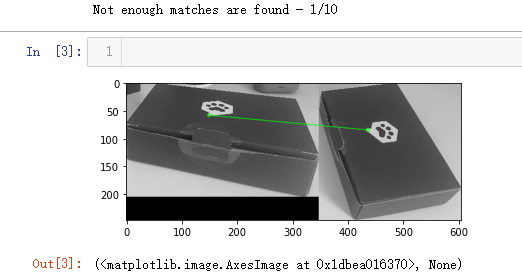 Not enough matches are found - 1/10
In [3]:
1
0
50
100
150
200
0 100 200 300 400 500 600
Out[3]: (<matplotlib.image.AxesImage at 0x1dbea016370>, None)